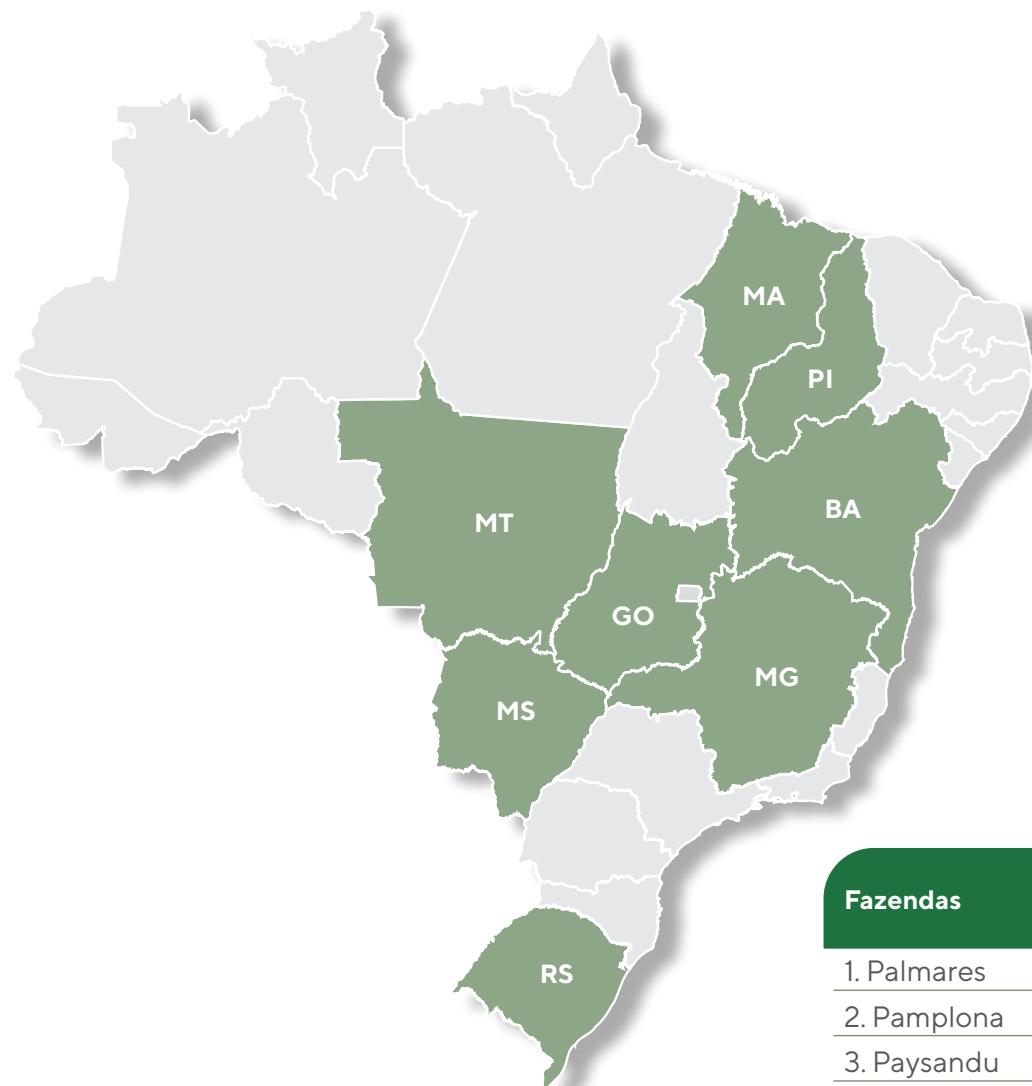 MA
PI
BA
MT
GO
MG
MS
RS
Fazendas
1. Palmares
2. Pamplona
3. Paysandu